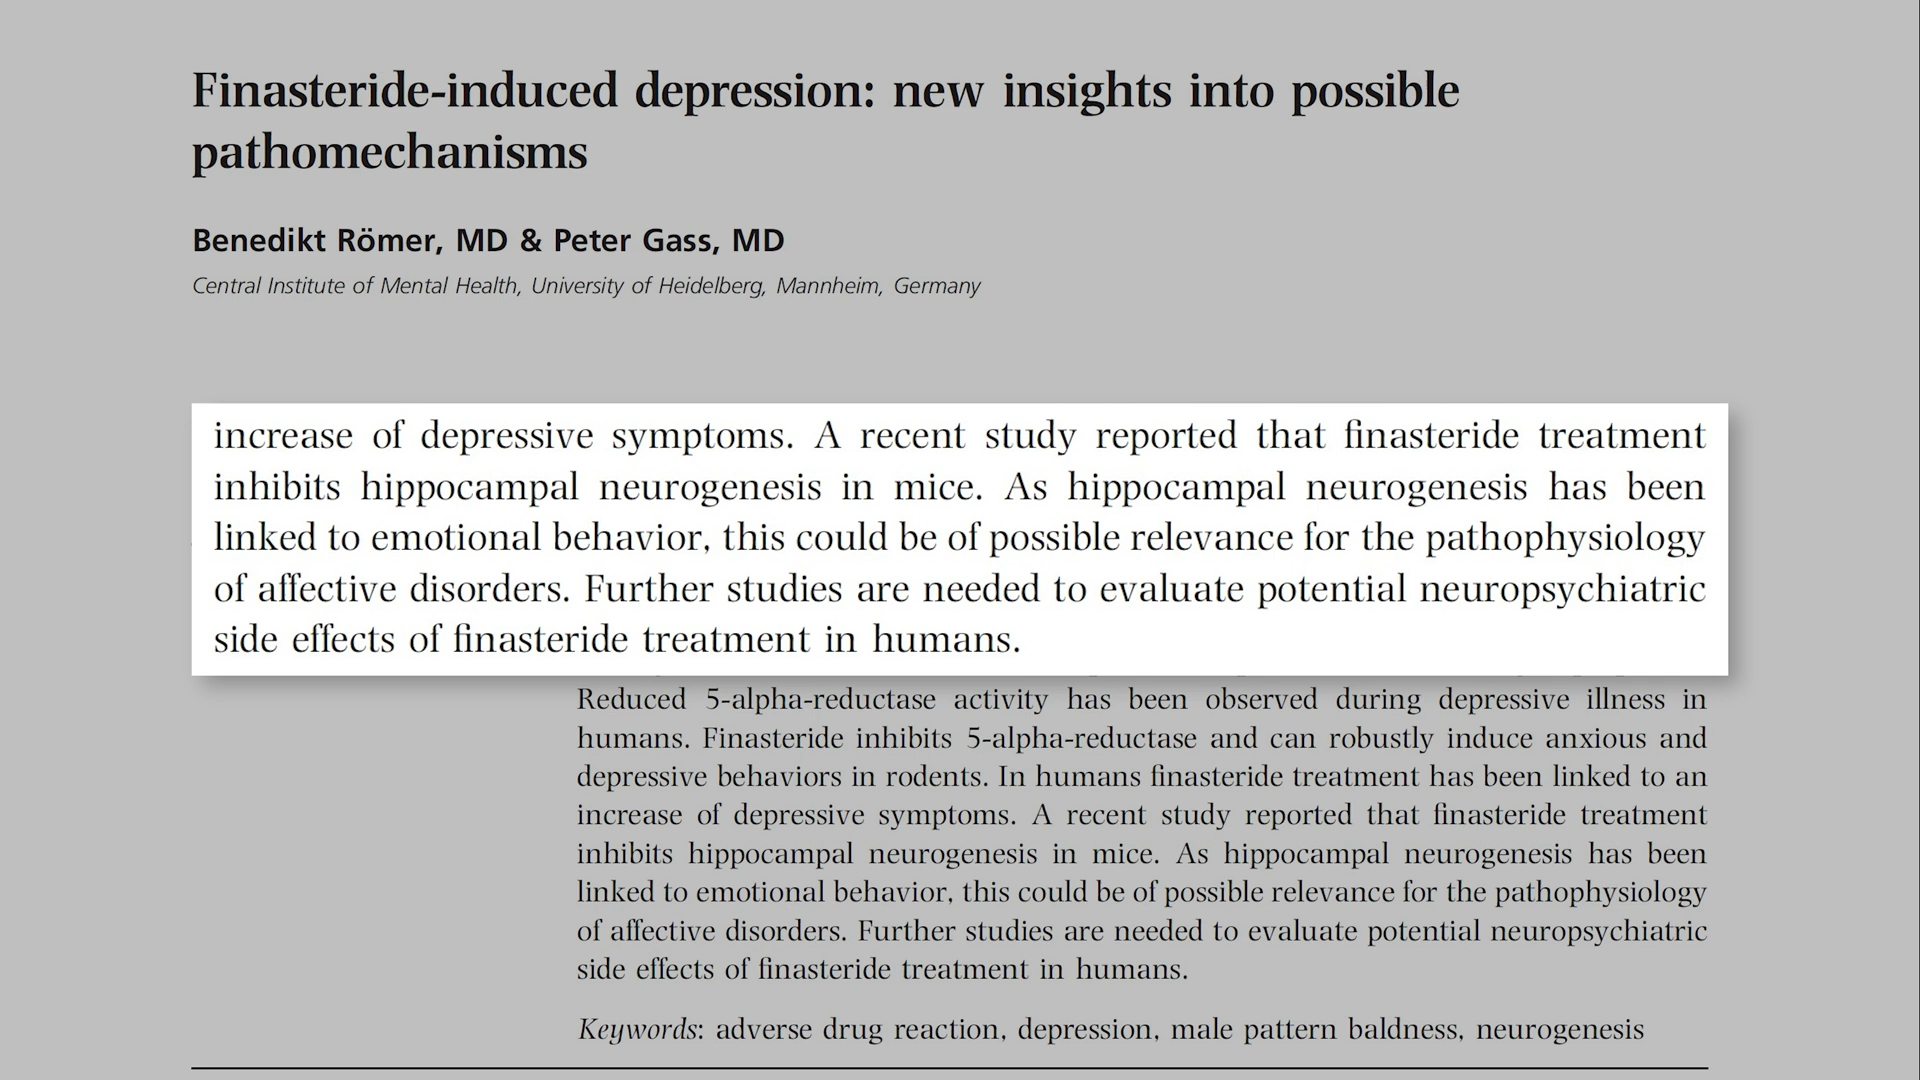 Finasteride-induced depression: new insights into possible
pathomechanisms
Benedikt Römer, MD & Peter Gass, MD
Central Institute of Mental Health, University of Heidelberg, Mannheim, Germany
increase of depressive symptoms. A recent study reported that finasteride treatment
inhibits hippocampal neurogenesis in mice. As hippocampal neurogenesis has been
linked to emotional behavior, this could be of possible relevance for the pathophysiology
of affective disorders. Further studies are needed to evaluate potential neuropsychiatric
side effects of finasteride treatment in humans.
Reduced 5-alpha-reductase activity has been observed during depressive illness in
humans. Finasteride inhibits 5-alpha-reductase and can robustly induce anxious and
depressive behaviors in rodents. In humans finasteride treatment has been linked to an
increase of depressive symptoms. A recent study reported that finasteride treatment
inhibits hippocampal neurogenesis in mice. As hippocampal neurogenesis has been
linked to emotional behavior, this could be of possible relevance for the pathophysiology
of affective disorders. Further studies are needed to evaluate potential neuropsychiatric
side effects of finasteride treatment in humans.
Keywords: adverse drug reaction, depression, male pattern baldness, neurogenesis